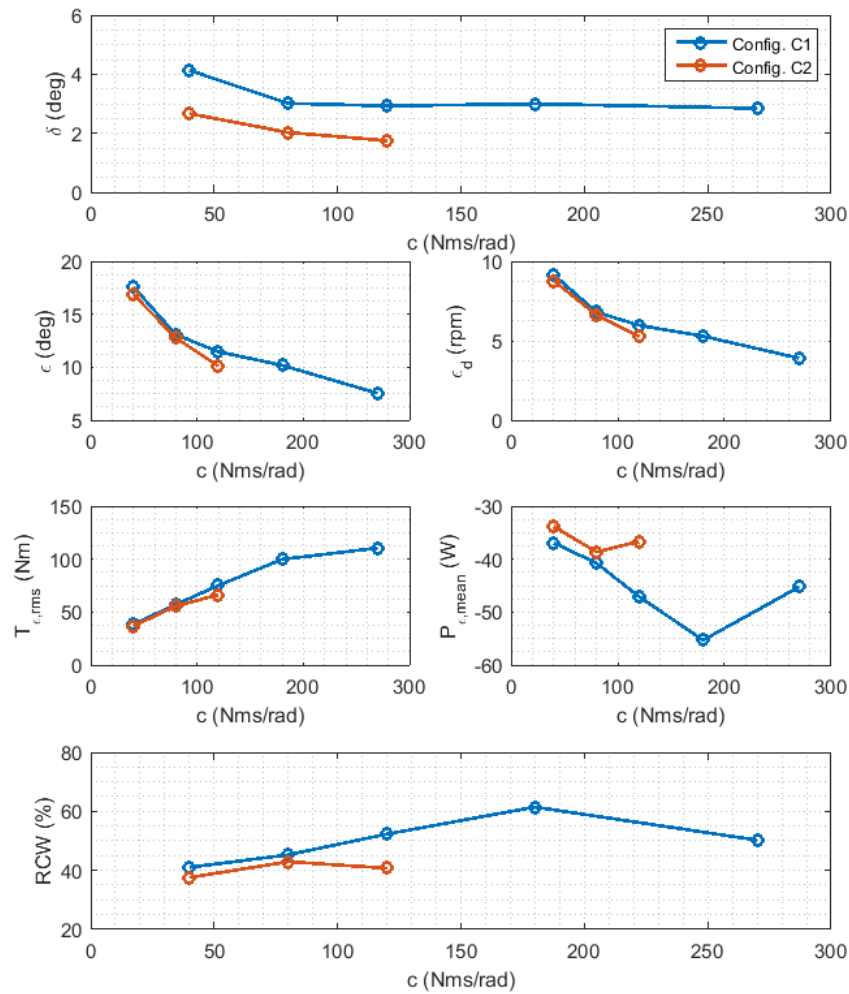 6
4
2
0
δ (deg)
Config. C1
Config. C2
0 50 100 150 200 250 300
c (Nms/rad)
20
15
10
5
ϵ (deg)
0 100 200 300
c (Nms/rad)
10
5
0
ϵd (rpm)
0 100 200 300
c (Nms/rad)
150
100
50
0
Tϵ,rms (Nm)
0 100 200 300
c (Nms/rad)
-30
-40
-50
-60
Pϵ,mean (W)
0 100 200 300
c (Nms/rad)
80
60
40
20
RCW (%)
0 50 100 150 200 250 300
c (Nms/rad)